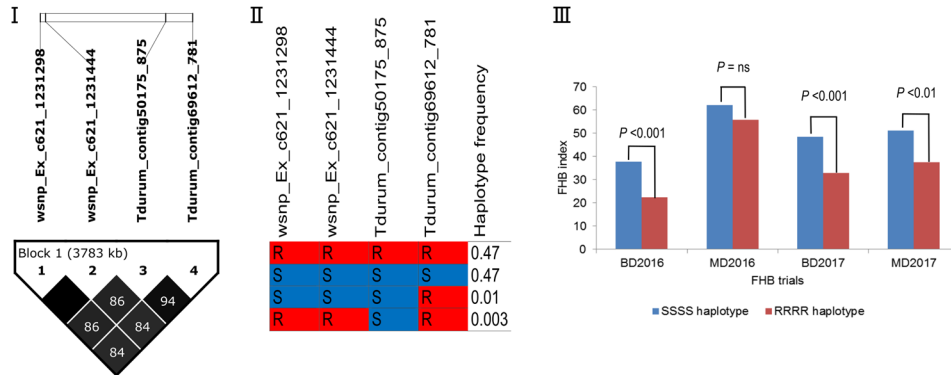 I
wsnp_Ex_c621_1231298
wsnp_Ex_c621_1231444
Tdurum_contig50175_875
Tdurum_contig69612_781
Block 1 (3783 kb)
1 2 3 4
86 94
86 84
84
II
wsnp_Ex_c621_1231298
wsnp_Ex_c621_1231444
Tdurum_contig50175_875
Tdurum_contig69612_781
Haplotype frequency
R R R R 0.47
S S S S 0.47
S S S R 0.01
R R S R 0.003
III
FHB index
70
60
50
40
30
20
10
0
P <0.001
P = ns
P <0.001
P <0.01
BD2016 MD2016 BD2017 MD2017
FHB trials
SSSS haplotype RRRR haplotype